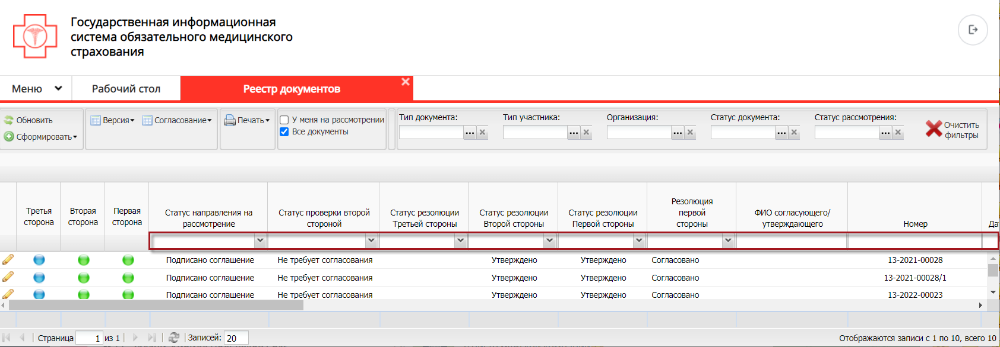 Государственная информационная
система обязательного медицинского
страхования
Меню Рабочий стол Реестр документов
Обновить Версия Согласование Печать У меня на рассмотрении Тип документа: Тип участника: Организация: Статус документа: Статус рассмотрения: Очистить
Сформировать Все документы фильтры
Третья сторона Вторая сторона Первая сторона Статус направления на рассмотрение Статус проверки второй стороной Статус резолюции Третьей стороны Статус резолюции Второй стороны Статус резолюции Первой стороны Резолюция первой стороны ФИО согласующего/утверждающего Номер
Подписано соглашение Не требует согласования Утверждено Утверждено Согласовано 13-2021-00028
Подписано соглашение Не требует согласования Утверждено Утверждено Согласовано 13-2021-00028/1
Подписано соглашение Не требует согласования Утверждено Утверждено Согласовано 13-2022-00023
Страница 1 из 1 Записей: 20 Отображаются записи с 1 по 10, всего 10